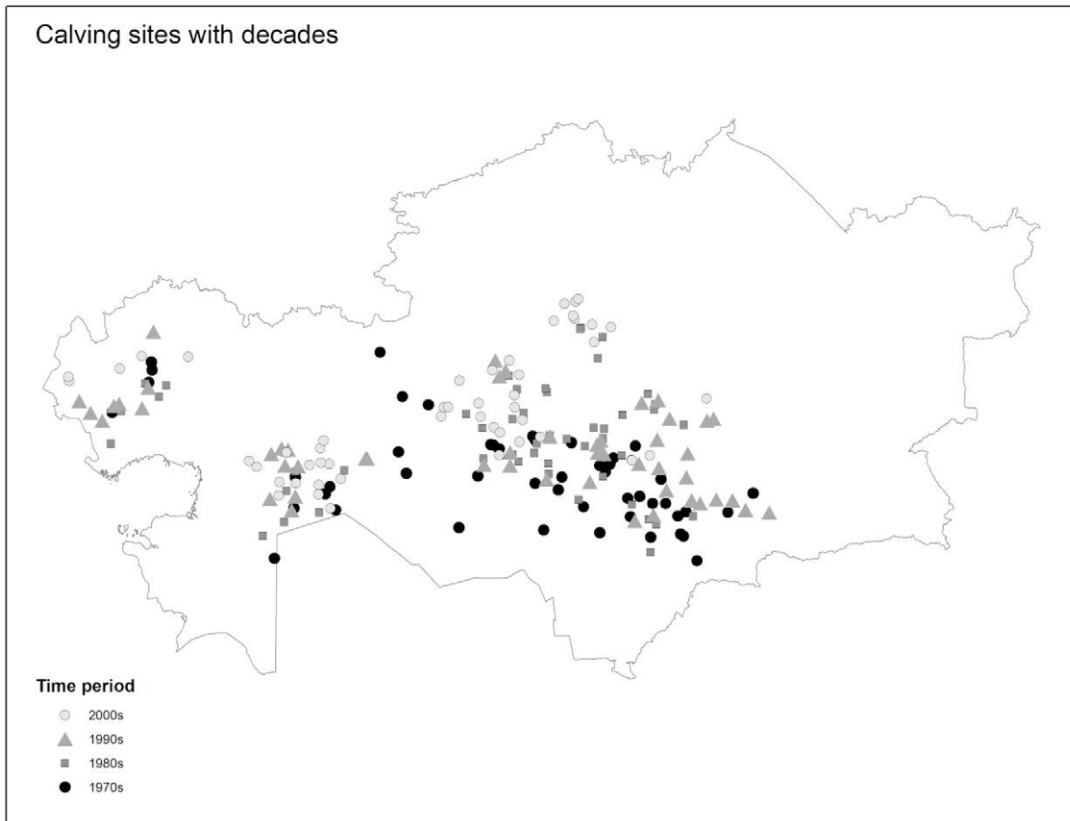 Calving sites with decades
Time period
2000s
1990s
1980s
1970s